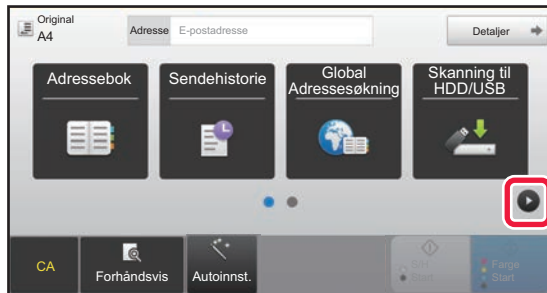 Original
A4
Adresse E-postadresse
Detaljer
Adressebok
Sendehistorie
Global
Adressesøkning
Skanning til
HDD/USB
CA
Forhåndsvis
Autoinnst.
Start
Farge
Start